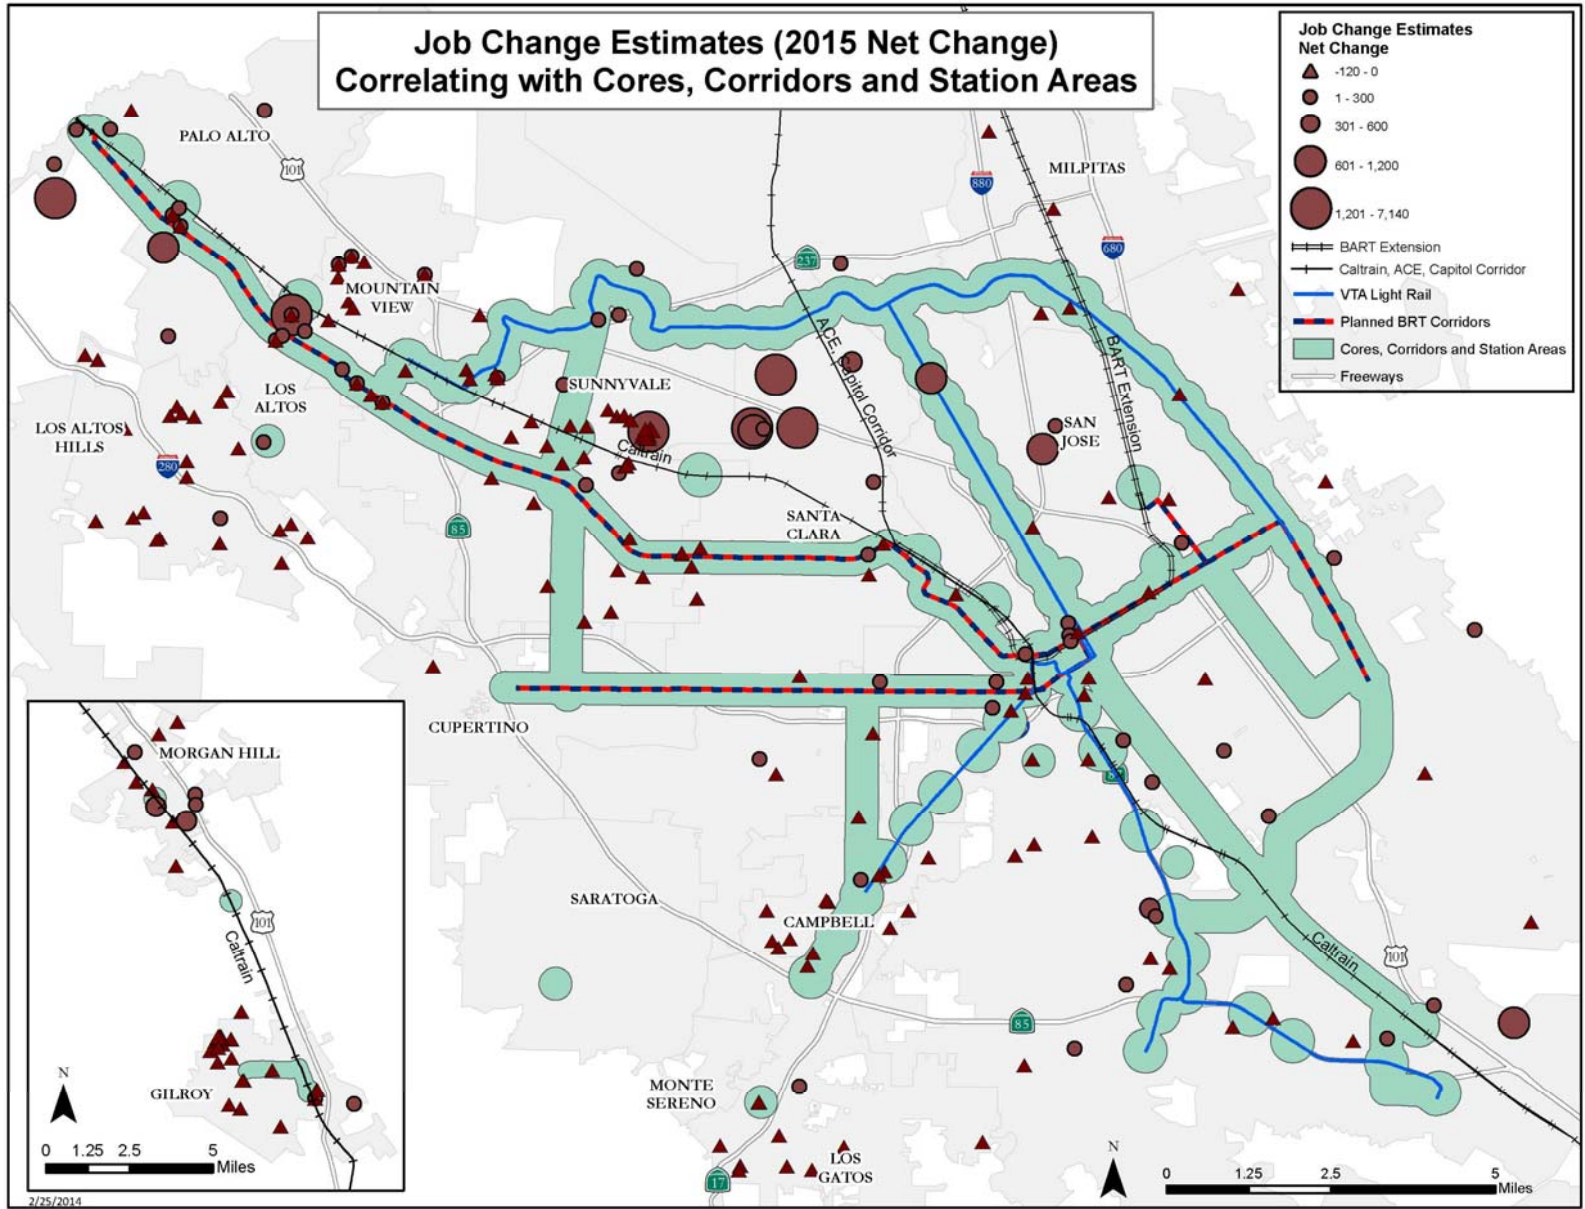 Job Change Estimates (2015 Net Change)
Correlating with Cores, Corridors and Station Areas
Job Change Estimates
Net Change
-120 - 0
1 - 300
301 - 600
601 - 1,200
1,201 - 7,140
BART Extension
Caltrain, ACE, Capitol Corridor
VTA Light Rail
Planned BRT Corridors
Cores, Corridors and Station Areas
Freeways
PALO ALTO
101
880
MILPITAS
680
237
MOUNTAIN
VIEW
ACE, Capitol Corridor
BART Extension
SUNNYVALE
LOS
ALTOS
LOS ALTOS
HILLS
280
Caltrain
SAN
JOSE
85
SANTA
CLARA
CUPERTINO
MORGAN HILL
101
Caltrain
GILROY
N
0 1.25 2.5 5
Miles
2/25/2014
SARATOGA
CAMPBELL
Caltrain
101
85
MONTE
SERENO
LOS
GATOS
17
N
0 1.25 2.5 5
Miles